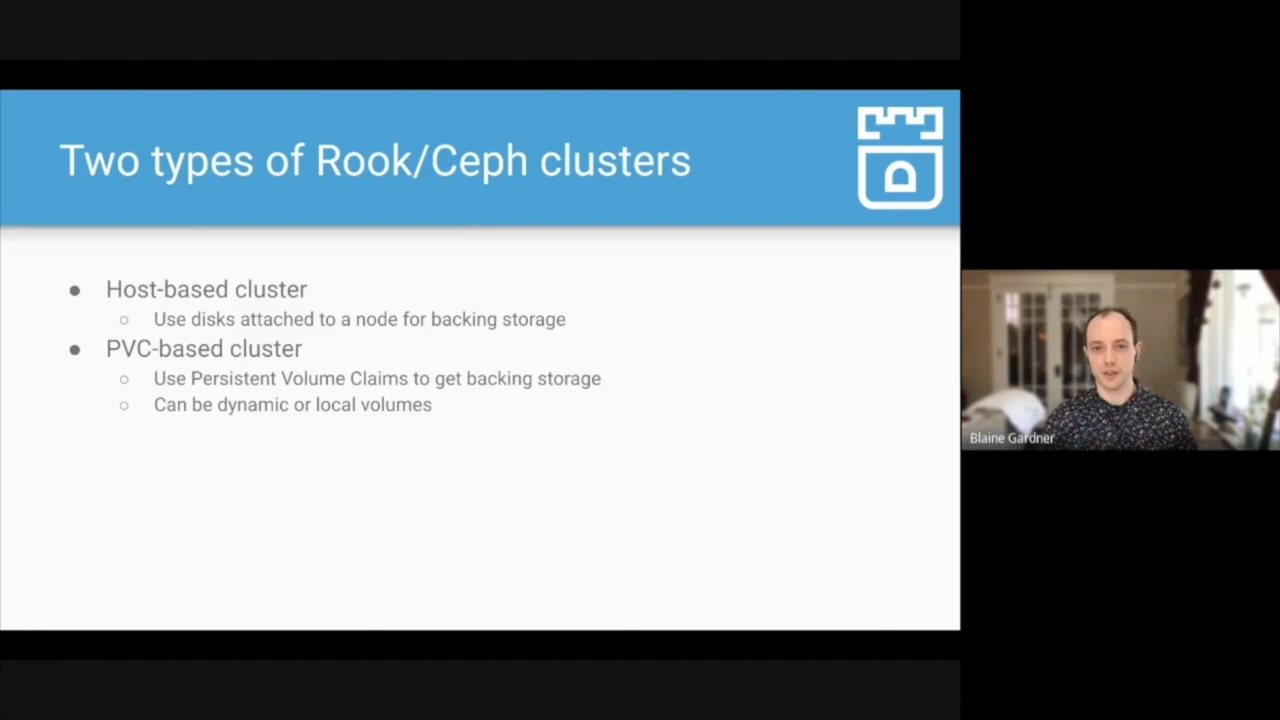 Two types of Rook/Ceph clusters
● Host-based cluster
○ Use disks attached to a node for backing storage
● PVC-based cluster
○ Use Persistent Volume Claims to get backing storage
○ Can be dynamic or local volumes
Blaine Gardner